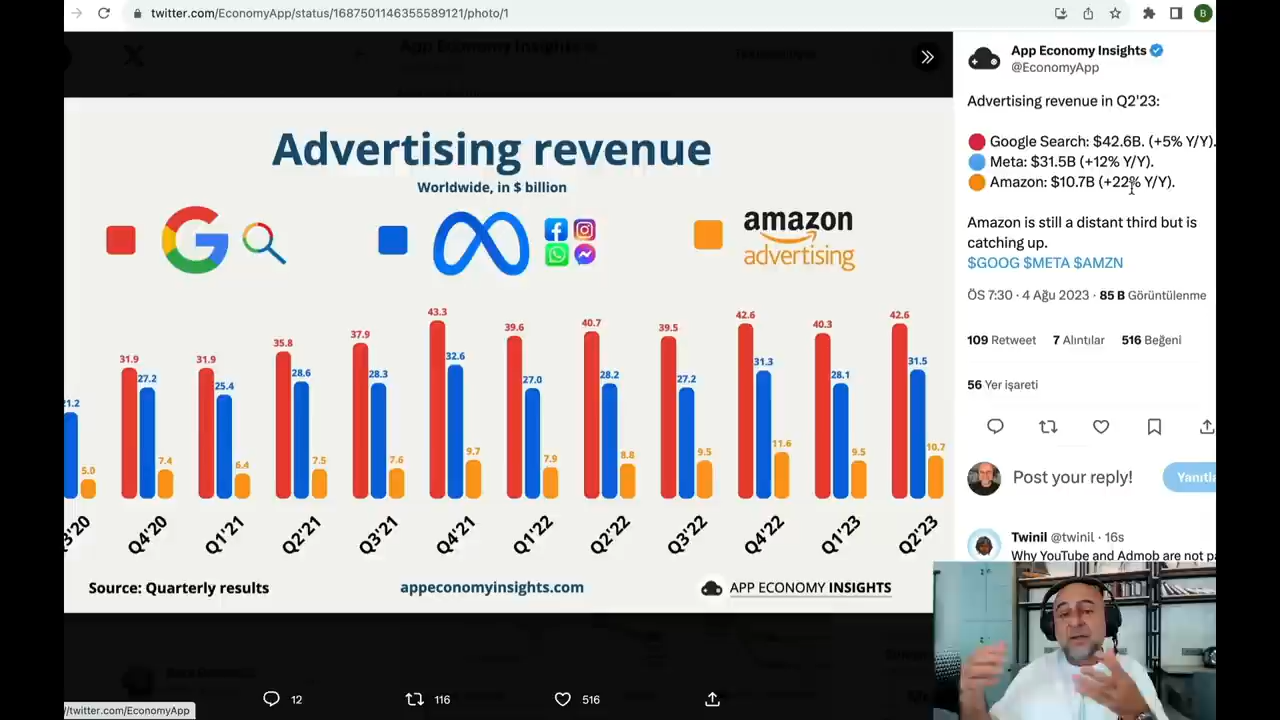 twitter.com/EconomyApp/status/1687501146355589121/photo/1
B
App Economy Insights
@EconomyApp
Advertising revenue in Q2'23:
Google Search: $42.6B. (+5% Y/Y).
Meta: $31.5B (+12% Y/Y).
Amazon: $10.7B (+22% Y/Y).
Amazon is still a distant third but is
catching up.
$GOOG $META $AMZN
ÖS 7:30 · 4 Ağu 2023 · 85 B Görüntülenme
109 Retweet 7 Alıntılar 516 Beğeni
56 Yer işareti
Post your reply!
Yanıtla
Twinil @twinil · 16s
Why YouTube and Admob are not pa
Advertising revenue
Worldwide, in $ billion
amazon
advertising
21.2 5.0
31.9 27.2 7.4
31.9 25.4 6.4
35.8 28.6 7.5
37.9 28.3 7.6
43.3 32.6 9.7
39.6 27.0 7.9
40.7 28.2 8.8
39.5 27.2 9.5
42.6 31.3 11.6
40.3 28.1 9.5
42.6 31.5 10.7
Q3'20 Q4'20 Q1'21 Q2'21 Q3'21 Q4'21 Q1'22 Q2'22 Q3'22 Q4'22 Q1'23 Q2'23
Source: Quarterly results
appeconomyinsights.com
APP ECONOMY INSIGHTS
12 116 516
//twitter.com/EconomyApp